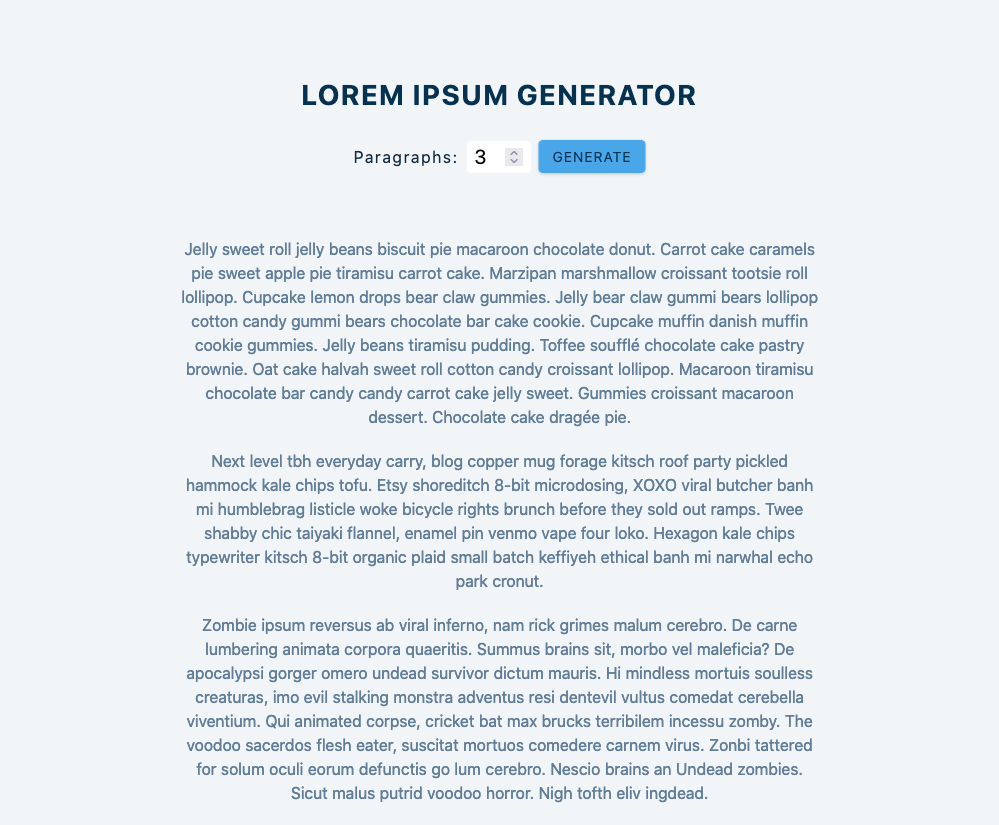 LOREM IPSUM GENERATOR
Paragraphs: 3 GENERATE
Jelly sweet roll jelly beans biscuit pie macaroon chocolate donut. Carrot cake caramels
pie sweet apple pie tiramisu carrot cake. Marzipan marshmallow croissant tootsie roll
lollipop. Cupcake lemon drops bear claw gummies. Jelly bear claw gummi bears lollipop
cotton candy gummi bears chocolate bar cake cookie. Cupcake muffin danish muffin
cookie gummies. Jelly beans tiramisu pudding. Toffee soufflé chocolate cake pastry
brownie. Oat cake halvah sweet roll cotton candy croissant lollipop. Macaroon tiramisu
chocolate bar candy candy carrot cake jelly sweet. Gummies croissant macaroon
dessert. Chocolate cake dragée pie.
Next level tbh everyday carry, blog copper mug forage kitsch roof party pickled
hammock kale chips tofu. Etsy shoreditch 8-bit microdosing, XOXO viral butcher banh
mi humblebrag listicle woke bicycle rights brunch before they sold out ramps. Twee
shabby chic taiyaki flannel, enamel pin venmo vape four loko. Hexagon kale chips
typewriter kitsch 8-bit organic plaid small batch keffiyeh ethical banh mi narwhal echo
park cronut.
Zombie ipsum reversus ab viral inferno, nam rick grimes malum cerebro. De carne
lumbering animata corpora quaeritis. Summus brains sit, morbo vel maleficia? De
apocalypsi gorger omero undead survivor dictum mauris. Hi mindless mortuis soulless
creaturas, imo evil stalking monstra adventus resi dentevil vultus comedat cerebella
viventium. Qui animated corpse, cricket bat max brucks terribilem incessu zomby. The
voodoo sacerdos flesh eater, suscitat mortuos comedere carnem virus. Zonbi tattered
for solum oculi eorum defunctis go lum cerebro. Nescio brains an Undead zombies.
Sicut malus putrid voodoo horror. Nigh tofth eliv ingdead.